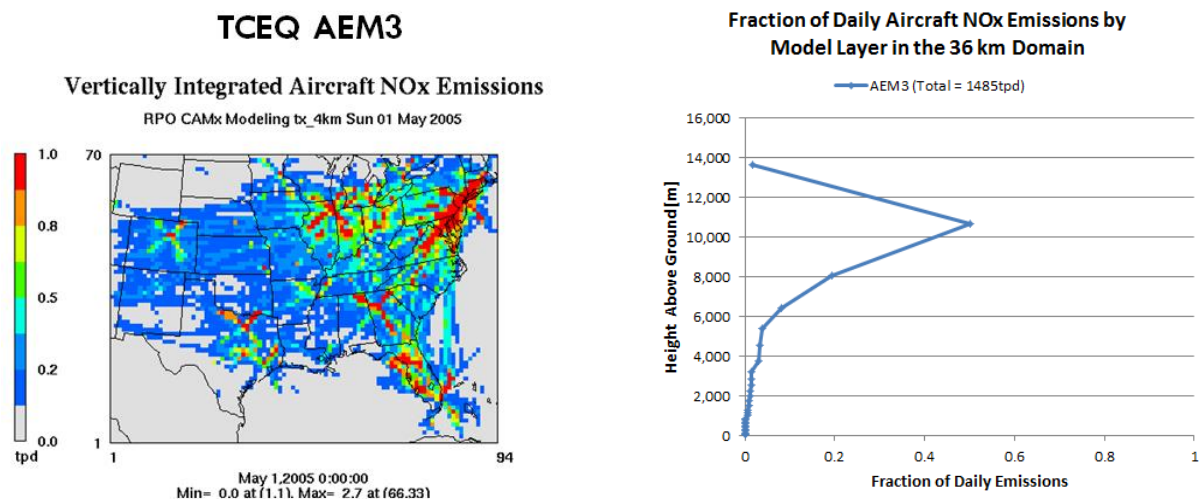 TCEQ AEM3
Vertically Integrated Aircraft NOx Emissions
RPO CAMx Modeling tx_4km Sun 01 May 2005
1.0
0.8
0.5
0.2
0.0
tpd
70
1
1
94
May 1,2005 0:00:00
Min= 0.0 at (1,1), Max= 2.7 at (66,33)
Fraction of Daily Aircraft NOx Emissions by
Model Layer in the 36 km Domain
AEM3 (Total = 1485tpd)
Height Above Ground[m]
16,000
14,000
12,000
10,000
8,000
6,000
4,000
2,000
0
0
0.2
0.4
0.6
0.8
1
Fraction of Daily Emissions